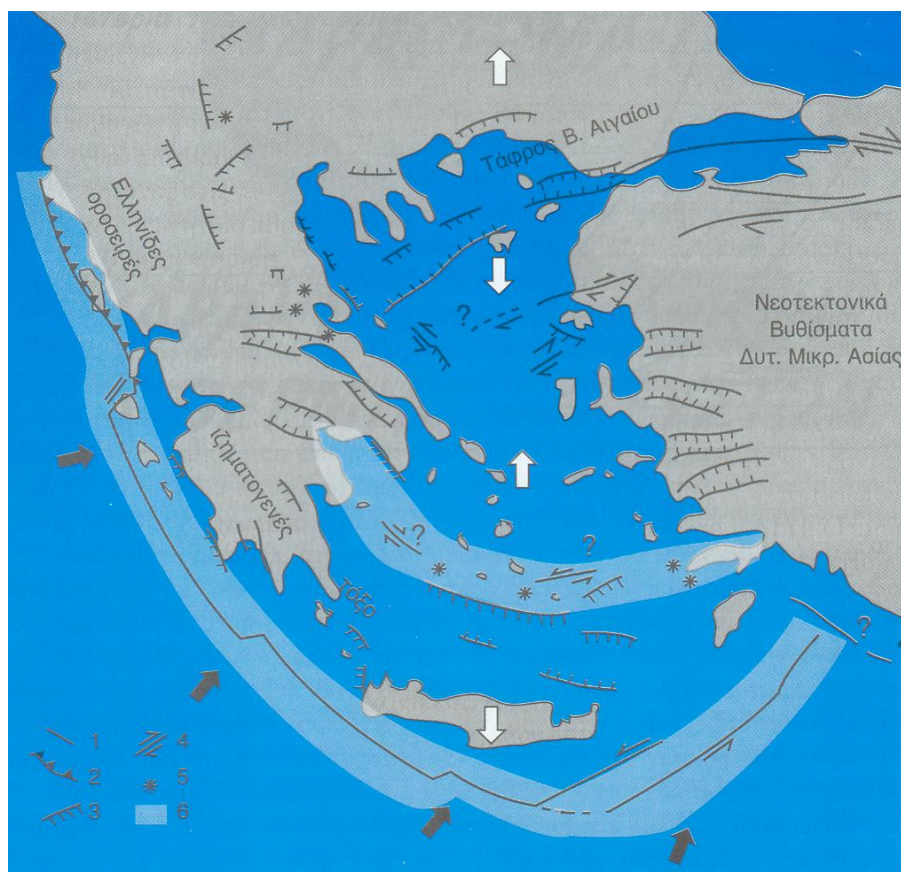 Τάφρος Β. Αιγαίου
Ελληνίδες
οροσειρές
Νεοτεκτονικά
Βυθίσματα
Δυτ. Μικρ. Ασίας
?
ιζηματογενές
?
?
τόξο
?
1
2
3
4
5
6